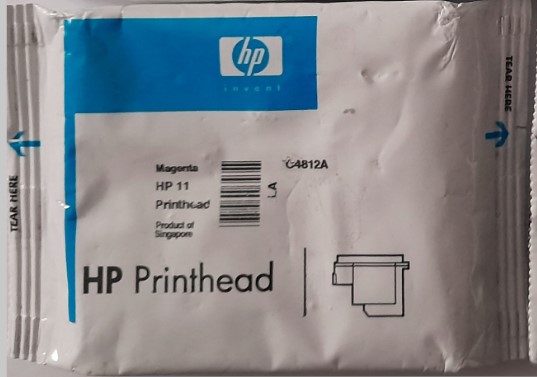 hp
invent
TEAR HERE
TEAR HERE
Magenta
HP 11
Printhead
Product of
Singapore
LA
C4812A
HP Printhead